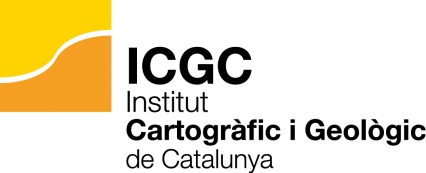 ICGC
Institut
Cartogràfic i Geològic
de Catalunya